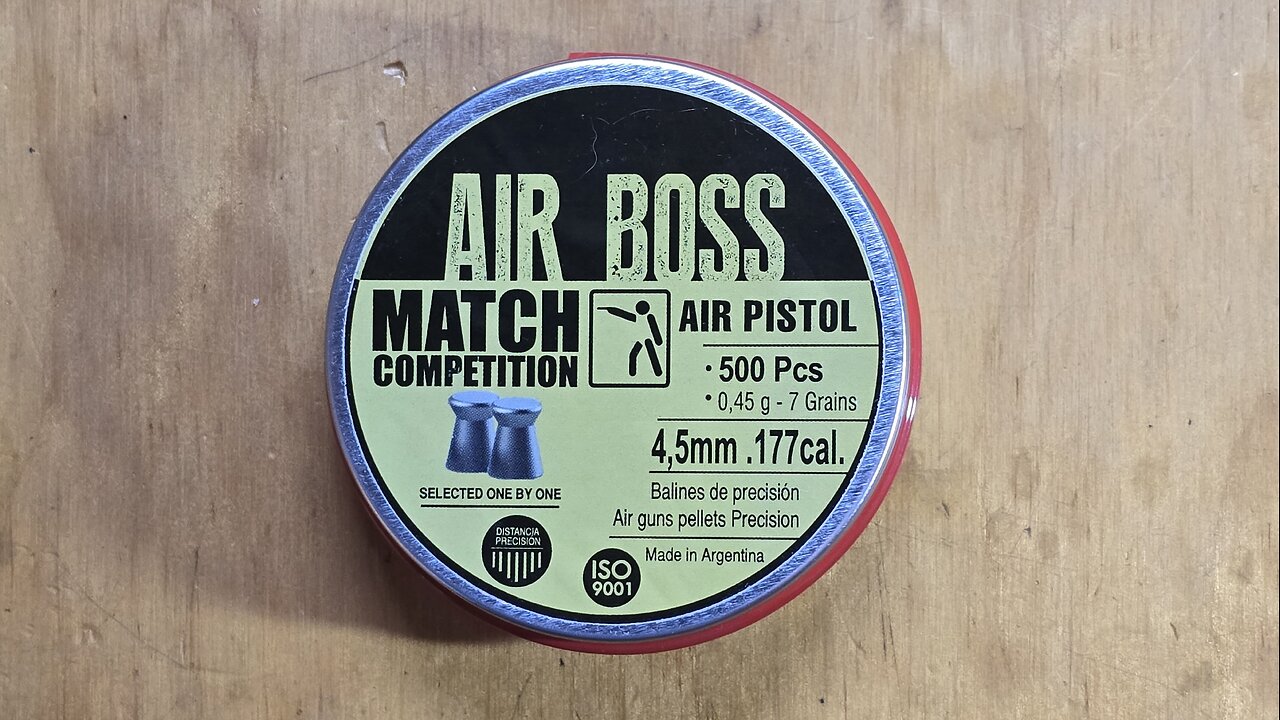 AIR BOSS
MATCH
COMPETITION
AIR PISTOL
• 500 Pcs
• 0,45 g - 7 Grains
4,5mm .177cal.
SELECTED ONE BY ONE
Balines de precisión
Air guns pellets Precision
DISTANCIA
PRECISION
Made in Argentina
ISO
9001